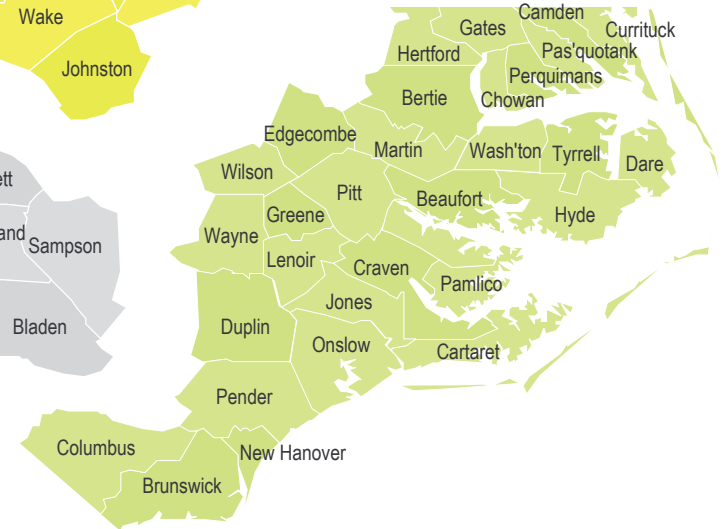 Camden
Wake
Gates
Currituck
Hertford
Pas'quotank
Johnston
Perquimans
Bertie
Chowan
Edgecombe
Martin
Wash'ton
Tyrrell
Dare
Wilson
Pitt
Beaufort
Greene
Hyde
Wayne
Sampson
Lenoir
Craven
Pamlico
Jones
Bladen
Duplin
Onslow
Cartaret
Pender
Columbus
New Hanover
Brunswick